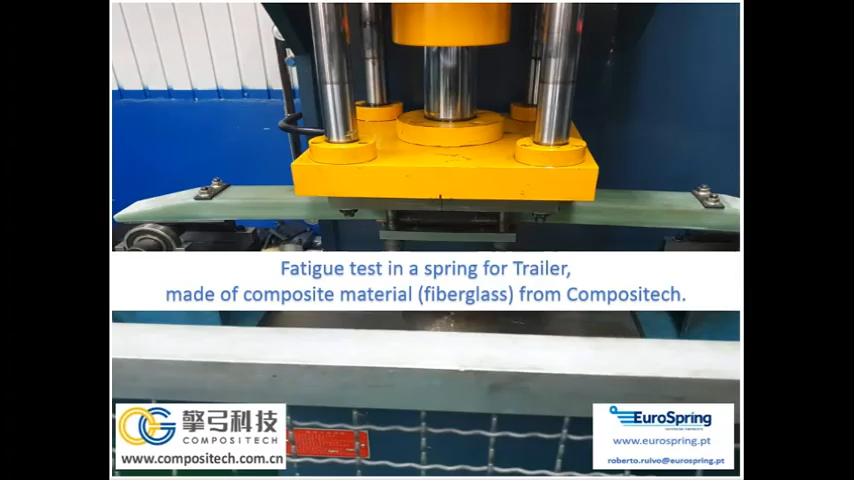 Fatigue test in a spring for Trailer,
made of composite material (fiberglass) from Compositech.
擎弓科技
COMPOSITECH
www.compositech.com.cn
EuroSpring
www.eurospring.pt
roberto.ruivo@eurospring.pt